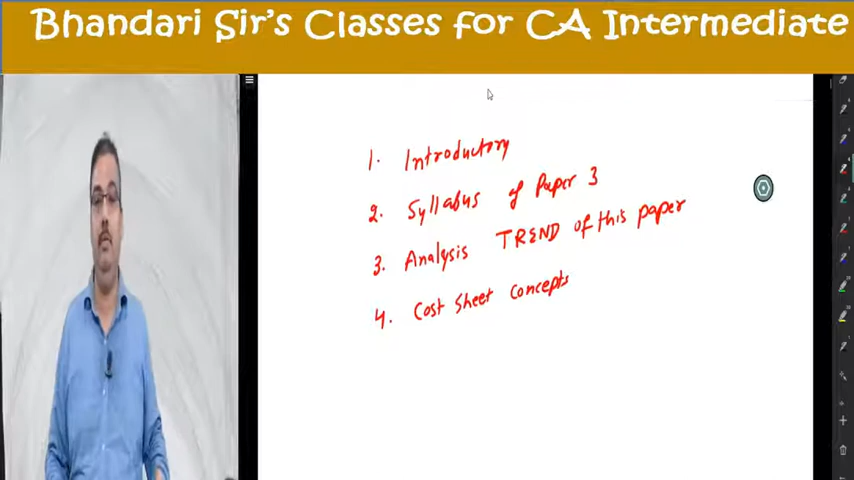 Bhandari Sir's Classes for CA Intermediate
1. Introductory
2. Syllabus of Paper 3
3. Analysis TREND of this paper
4. Cost Sheet Concepts